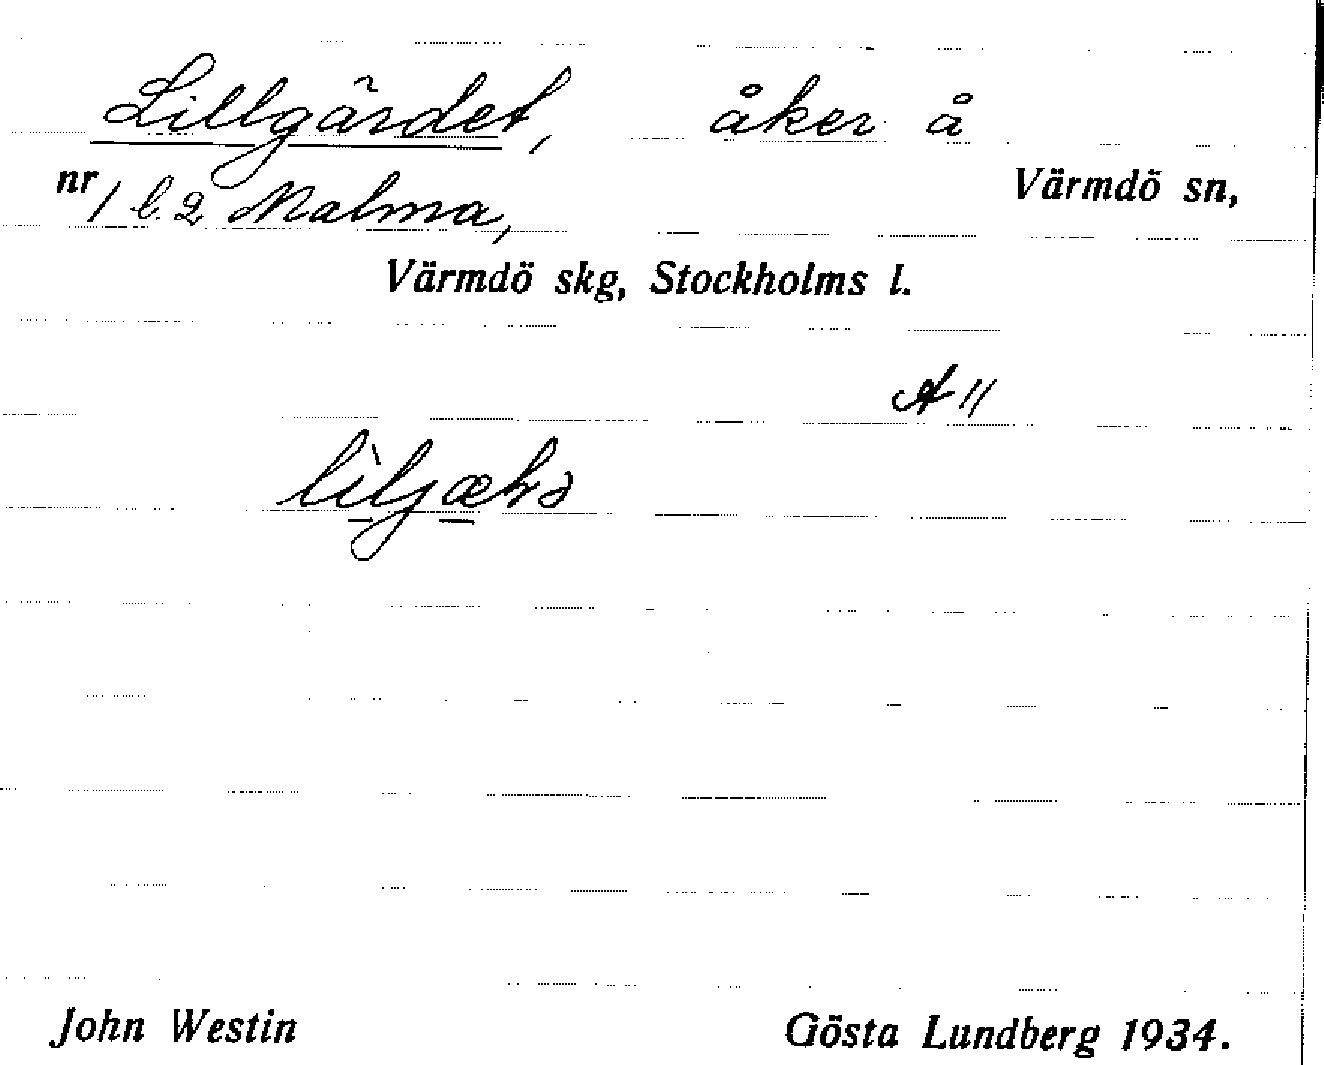 Lillgärdet, åker å
nr 1 l. 2 Malma, Värmdö sn,
Värmdö skg, Stockholms l.
A 11
John Westin Gösta Lundberg 1934.